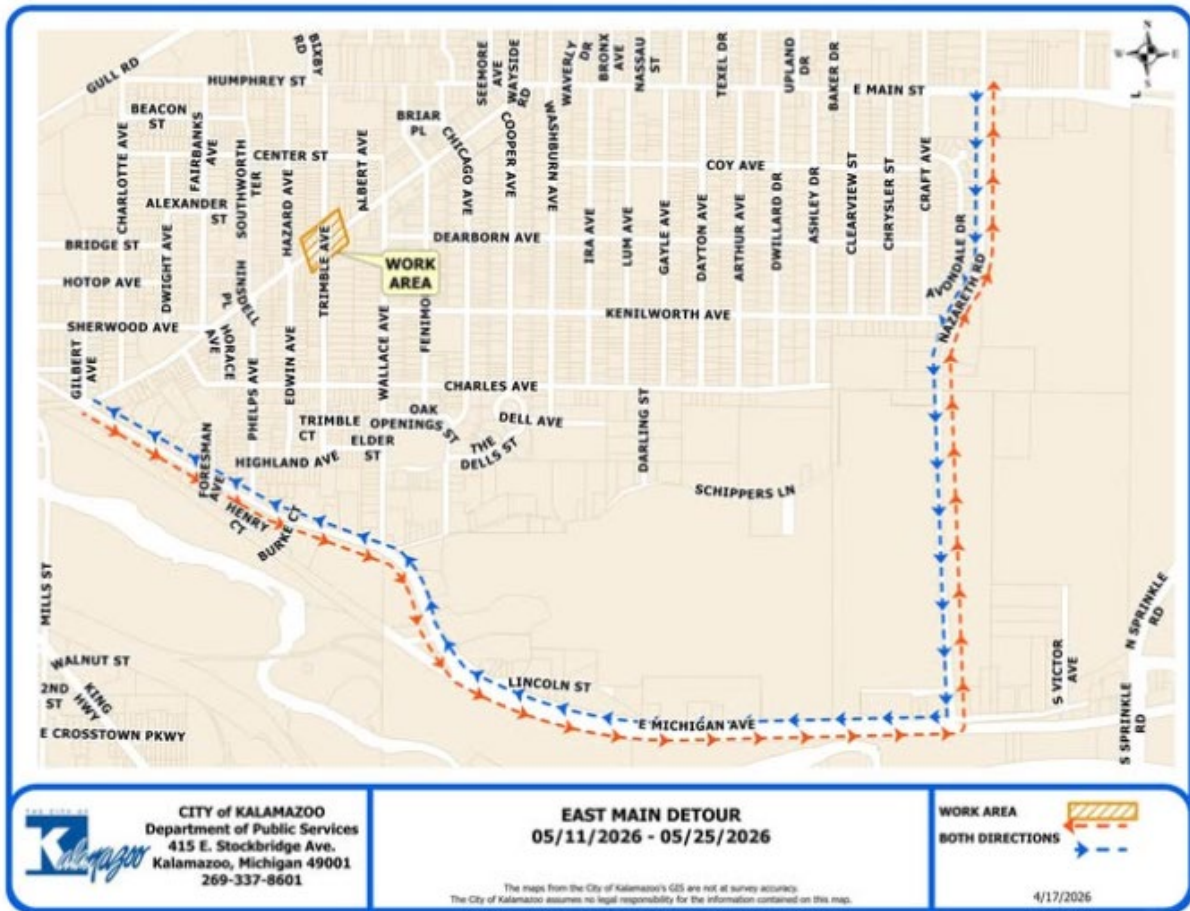 GULL RD
HUMPHREY ST
BIXBY
RD
SEEMORE
AVE
WAYSIDE
RD
WAVERLY
DR
BRONX
AVE
NASSAU
ST
TEXEL DR
UPLAND
DR
BAKER DR
E MAIN ST
N
W
E
S
L
BEACON
ST
CHARLOTTE AVE
FAIRBANKS
AVE
SOUTHWORTH
TER
CENTER ST
ALBERT AVE
BRIAR
PL
CHICAGO AVE
COOPER AVE
WASHBURN AVE
COY AVE
ALEXANDER
ST
HAZARD AVE
CRAFT AVE
BRIDGE ST
DWIGHT AVE
TRIMBLE AVE
DEARBORN AVE
IRA AVE
LUM AVE
GAYLE AVE
DAYTON AVE
ARTHUR AVE
DWILLARD DR
ASHLEY DR
CLEARVIEW ST
CHRYSLER ST
AVONDALE DR
WORK
AREA
HOTOP AVE
HINSDELL
PL
NAZARETH RD
SHERWOOD AVE
HORACE
AVE
FENIMO
KENILWORTH AVE
GILBERT
AVE
PHELPS AVE
EDWIN AVE
WALLACE AVE
CHARLES AVE
TRIMBLE
CT
OAK
OPENINGS
ST
DELL AVE
ELDER
ST
THE
DELLS ST
DARLING ST
HIGHLAND AVE
FORESMAN
AVE
SCHIPPERS LN
HENRY
CT
BURKE CT
MILLS ST
WALNUT ST
2ND
ST
KING
HWY
E CROSSTOWN PKWY
LINCOLN ST
E MICHIGAN AVE
S VICTOR
AVE
N SPRINKLE
RD
S SPRINKLE
RD
Kalamazoo
CITY of KALAMAZOO
Department of Public Services
415 E. Stockbridge Ave.
Kalamazoo, Michigan 49001
269-337-8601
EAST MAIN DETOUR
05/11/2026 - 05/25/2026
The maps from the City of Kalamazoo's GIS are not at survey accuracy.
The City of Kalamazoo assumes no legal responsibility for the information contained on this map.
WORK AREA
BOTH DIRECTIONS
4/17/2026